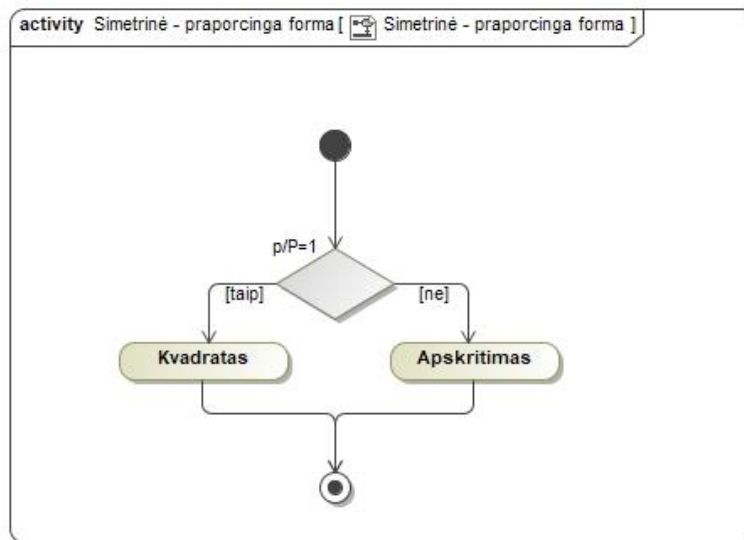 activity Simetrinė - praporcinga forma [ Simetrinė - praporcinga forma ]
p/P=1
[taip] [ne]
Kvadratas Apskritimas